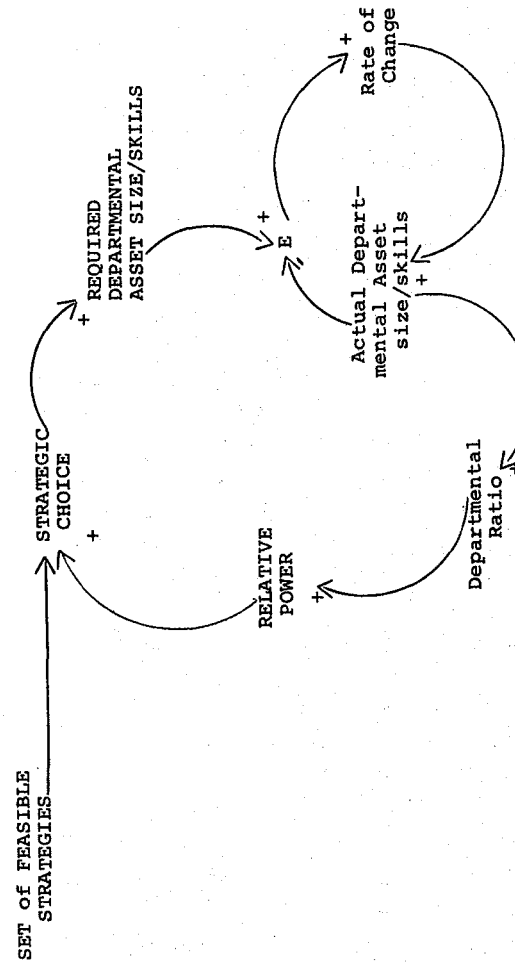 SET of FEASIBLE
STRATEGIES
STRATEGIC
CHOICE
+
+
REQUIRED
DEPARTMENTAL
ASSET SIZE/SKILLS
RELATIVE
POWER
+
+
E
-
Actual Depart-
mental Asset
size/skills
+
+
Rate of
Change
Departmental
Ratio
+